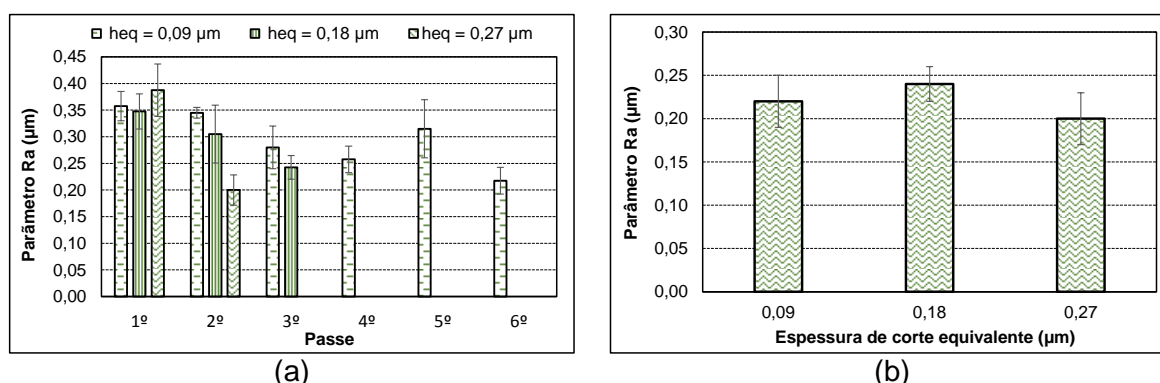 heq = 0,09 µm heq = 0,18 µm heq = 0,27 µm
0,45
0,40
0,35
0,30
0,25
0,20
0,15
0,10
0,05
0,00
Parâmetro Ra (µm)
1º 2º 3º 4º 5º 6º
Passe
(a)
0,30
0,25
0,20
0,15
0,10
0,05
0,00
Parâmetro Ra (µm)
0,09 0,18 0,27
Espessura de corte equivalente (µm)
(b)